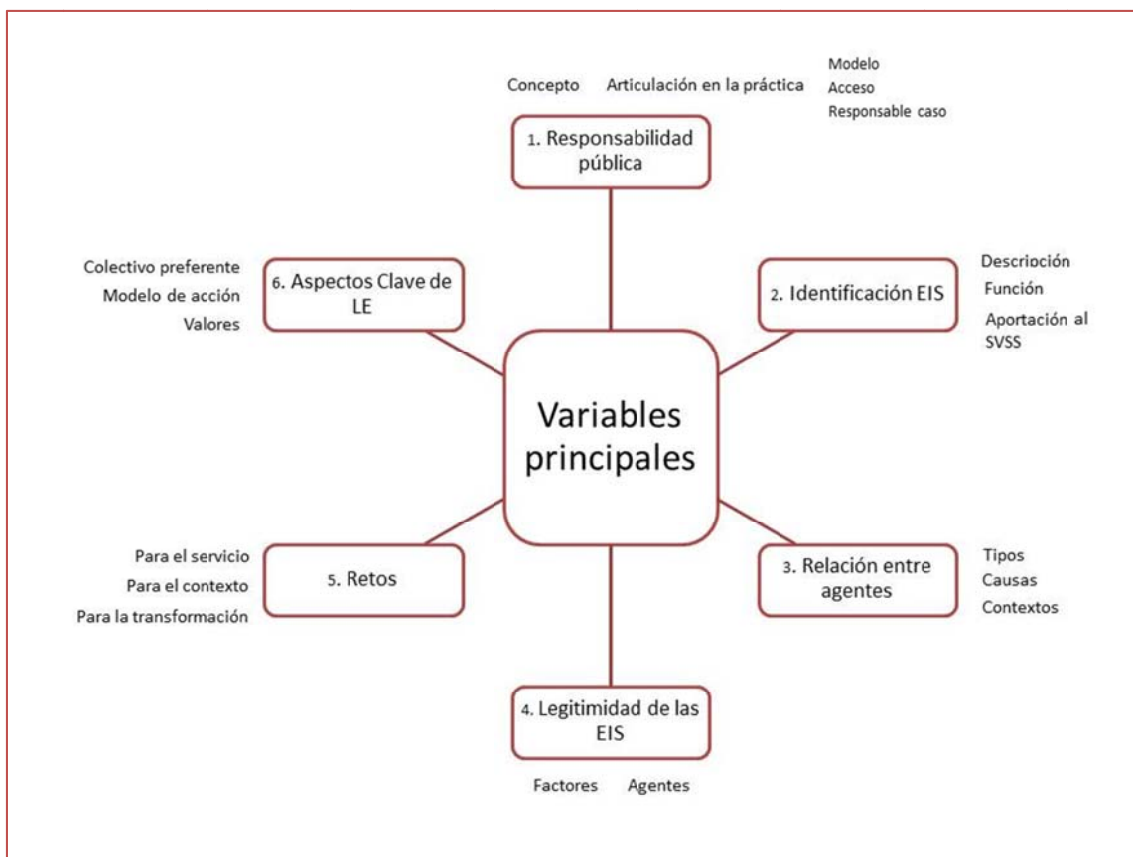 Modelo
Concepto Articulación en la práctica Acceso
Responsable caso
1. Responsabilidad
pública
Colectivo preferente
Modelo de acción
Valores
6. Aspectos Clave de
LE
2. Identificación EIS
Descripción
Función
Aportación al
SVSS
Variables
principales
Para el servicio
Para el contexto
Para la transformación
5. Retos
3. Relación entre
agentes
Tipos
Causas
Contextos
4. Legitimidad de las
EIS
Factores Agentes